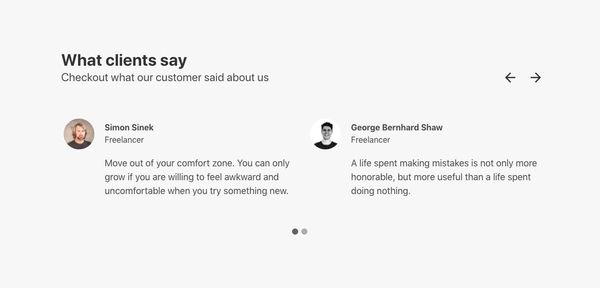 What clients say
Checkout what our customer said about us
Simon Sinek
Freelancer
Move out of your comfort zone. You can only
grow if you are willing to feel awkward and
uncomfortable when you try something new.
George Bernhard Shaw
Freelancer
A life spent making mistakes is not only more
honorable, but more useful than a life spent
doing nothing.